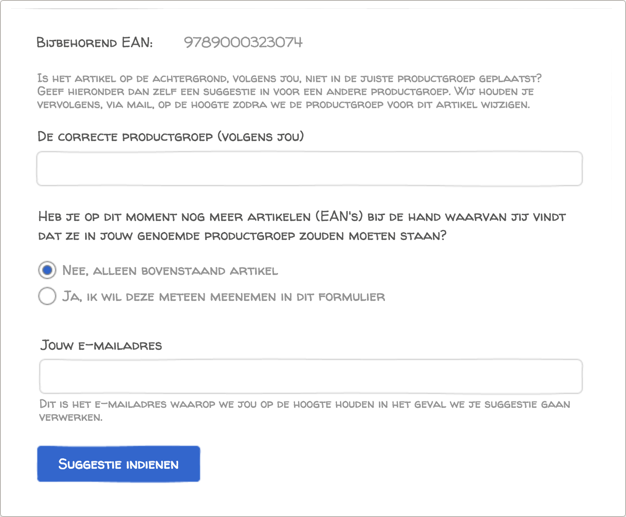 Bijbehorend EAN: 9789000323074
Is het artikel op de achtergrond, volgens jou, niet in de juiste productgroep geplaatst?
Geef hieronder dan zelf een suggestie in voor een andere productgroep. Wij houden je
vervolgens, via mail, op de hoogte zodra we de productgroep voor dit artikel wijzigen.
De correcte productgroep (volgens jou)
Heb je op dit moment nog meer artikelen (EAN's) bij de hand waarvan jij vindt
dat ze in jouw genoemde productgroep zouden moeten staan?
Nee, alleen bovenstaand artikel
Ja, ik wil deze meteen meenemen in dit formulier
Jouw e-mailadres
Dit is het e-mailadres waarop we jou op de hoogte houden in het geval we je suggestie gaan
verwerken.
Suggestie indienen